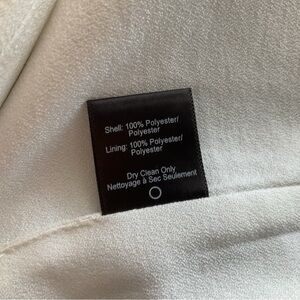 Shell: 100% Polyester/
Polyester
Lining: 100% Polyester/
Polyester
Dry Clean Only
Nettoyage à Sec Seulement